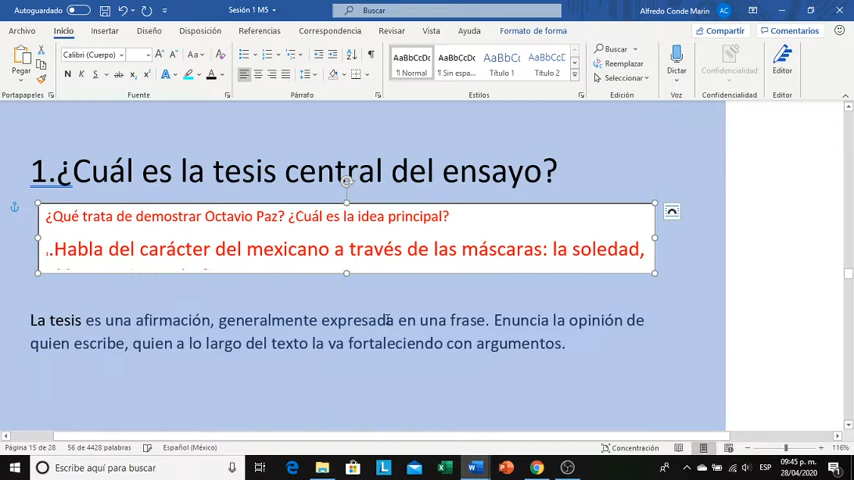 Autoguardado
Sesión 1 M5
Buscar
Alfredo Conde Marin
AC
Archivo
Inicio
Insertar
Diseño
Disposición
Referencias
Correspondencia
Revisar
Vista
Ayuda
Formato de forma
Compartir
Comentarios
Pegar
Calibri (Cuerpo)
N K S ab x
Aa
AaBbCcDc
AaBbCcDc
AaBbCc
AaBbCcD
¶ Normal
¶ Sin espa...
Título 1
Título 2
Buscar
Reemplazar
Seleccionar
Dictar
Confidencialidad
Editor
Portapapeles
Fuente
Párrafo
Estilos
Edición
Voz
Confidencialidad
Editor
1.¿Cuál es la tesis central del ensayo?
¿Qué trata de demostrar Octavio Paz? ¿Cuál es la idea principal?
.Habla del carácter del mexicano a través de las máscaras: la soledad,
La tesis es una afirmación, generalmente expresada en una frase. Enuncia la opinión de
quien escribe, quien a lo largo del texto la va fortaleciendo con argumentos.
Página 15 de 28
56 de 4428 palabras
Español (México)
Concentración
116%
Escribe aquí para buscar
ESP
09:45 p. m.
28/04/2020